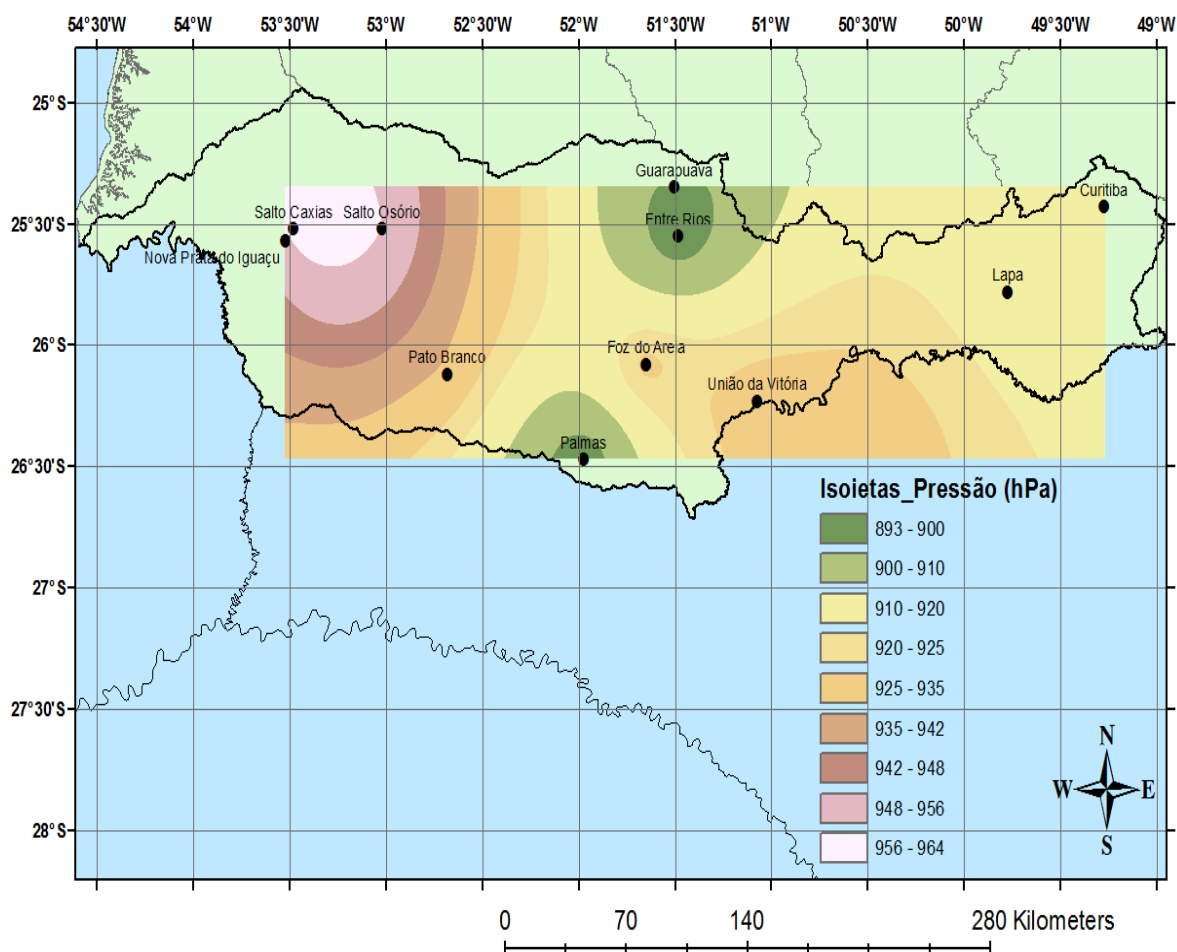 54°30'W 54°W 53°30'W 53°W 52°30'W 52°W 51°30'W 51°W 50°30'W 50°W 49°30'W 49°W
25°S
Guarapuava
Curitiba
25°30'S
Salto Caxias Salto Osório Entre Rios
Nova Prata do Iguaçu
Lapa
26°S
Pato Branco Foz do Areia
União da Vitória
Palmas
26°30'S
Isoietas_Pressão (hPa)
893 - 900
900 - 910
27°S
910 - 920
920 - 925
27°30'S
925 - 935
935 - 942
942 - 948
948 - 956
28°S
956 - 964
N
W E
S
0 70 140 280 Kilometers